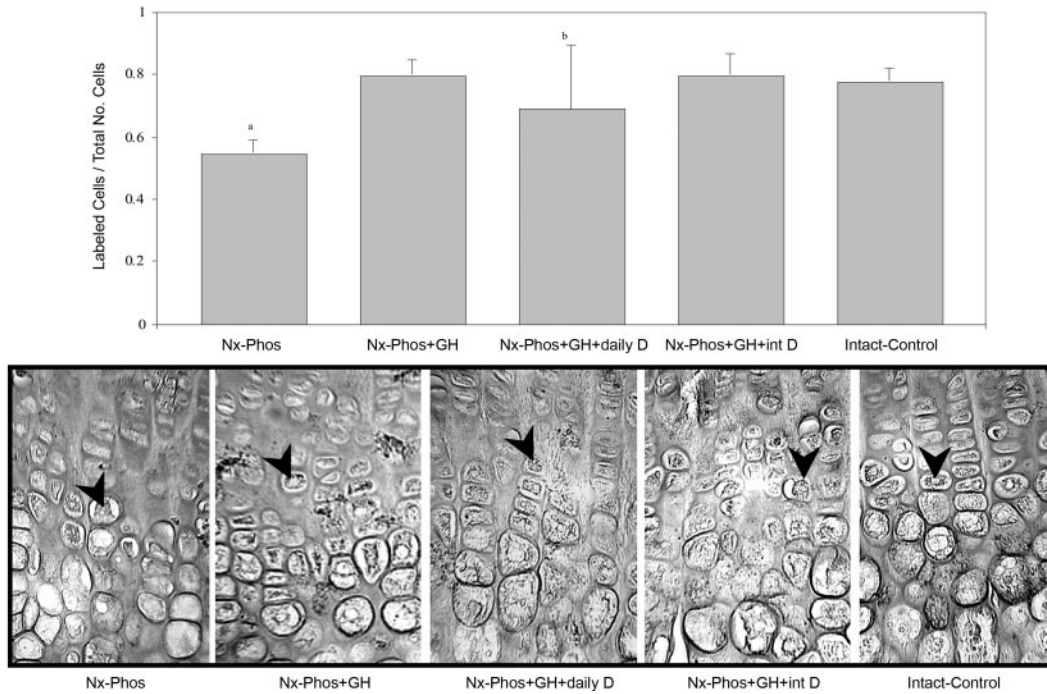 1
0.8
0.6
0.4
0.2
0
Labeled Cells / Total No. Cells
a
b
Nx-Phos Nx-Phos+GH Nx-Phos+GH+daily D Nx-Phos+GH+int D Intact-Control
Nx-Phos Nx-Phos+GH Nx-Phos+GH+daily D Nx-Phos+GH+int D Intact-Control